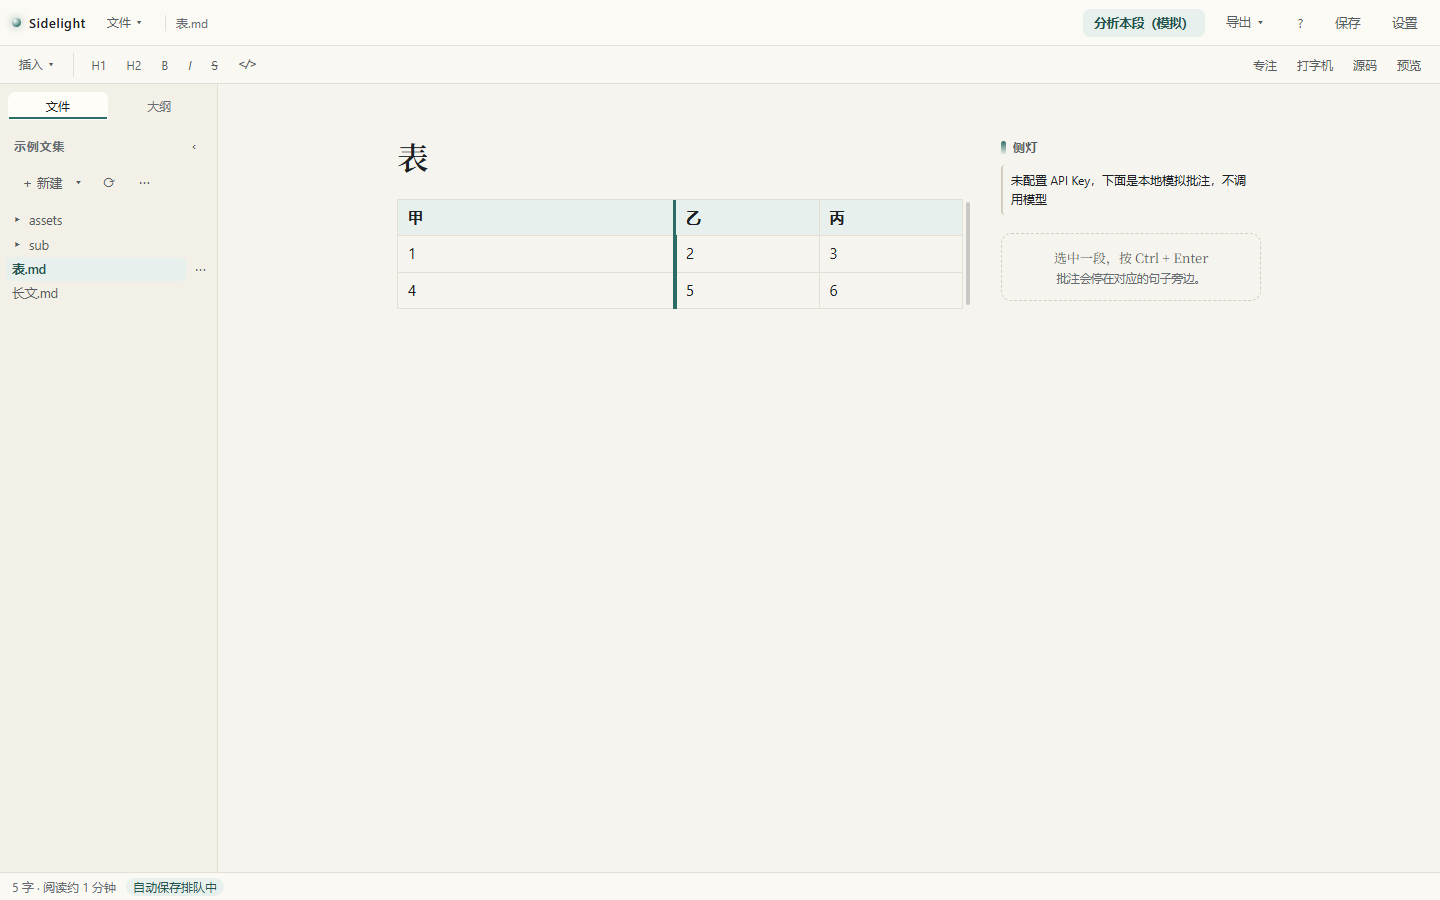 Sidelight 文件 ▾ 表.md 分析本段（模拟） 导出 ▾ ? 保存 设置
插入 ▾ H1 H2 B I S </> 专注 打字机 源码 预览
文件 大纲
示例文集 ‹
+ 新建 ▾ ⟳ ···
▸ assets
▸ sub
表.md ···
长文.md
表
甲 乙 丙
1 2 3
4 5 6
侧灯
未配置 API Key，下面是本地模拟批注，不调
用模型
选中一段，按 Ctrl + Enter
批注会停在对应的句子旁边。
5 字 · 阅读约 1 分钟 自动保存排队中